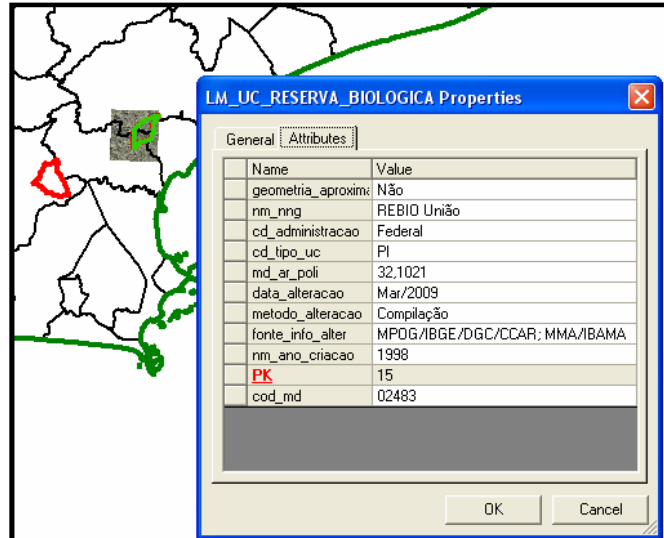 LM_UC_RESERVA_BIOLOGICA Properties
General Attributes
Name Value
geometria_aproxima Não
nm_nng REBIO União
cd_administracao Federal
cd_tipo_uc PI
md_ar_poli 32,1021
data_alteracao Mar/2009
metodo_alteracao Compilação
fonte_info_alter MPOG/IBGE/DGC/CCAR; MMA/IBAMA
nm_ano_criacao 1998
PK 15
cod_md 02483
OK Cancel